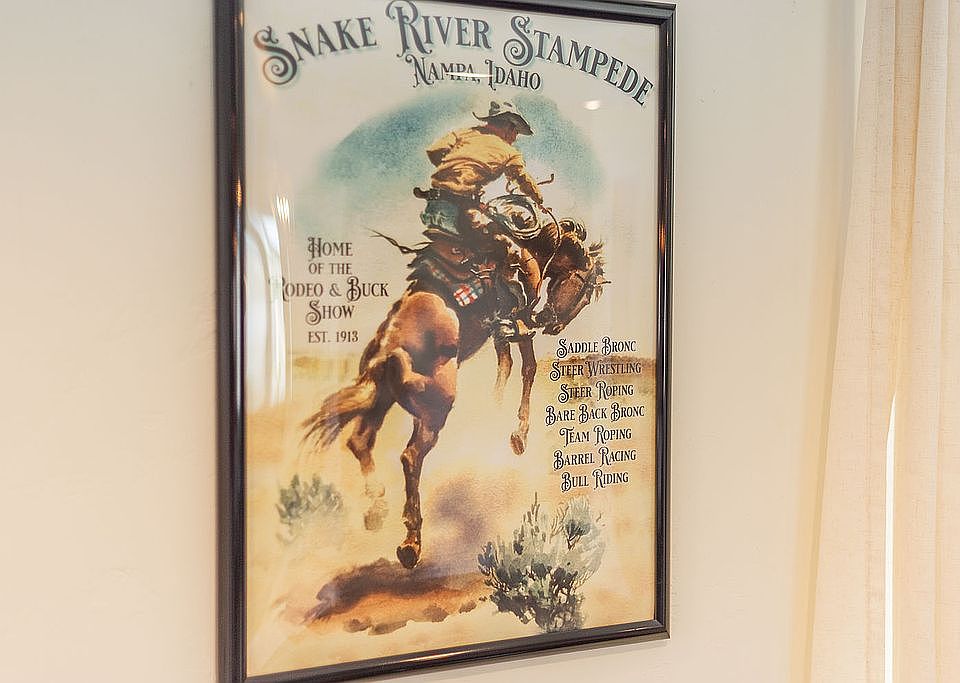 Snake River Stampede
Nampa, Idaho
Home
of the
Rodeo & Buck
Show
Est. 1913
Saddle Bronc
Steer Wrestling
Steer Roping
Bare Back Bronc
Team Roping
Barrel Racing
Bull Riding